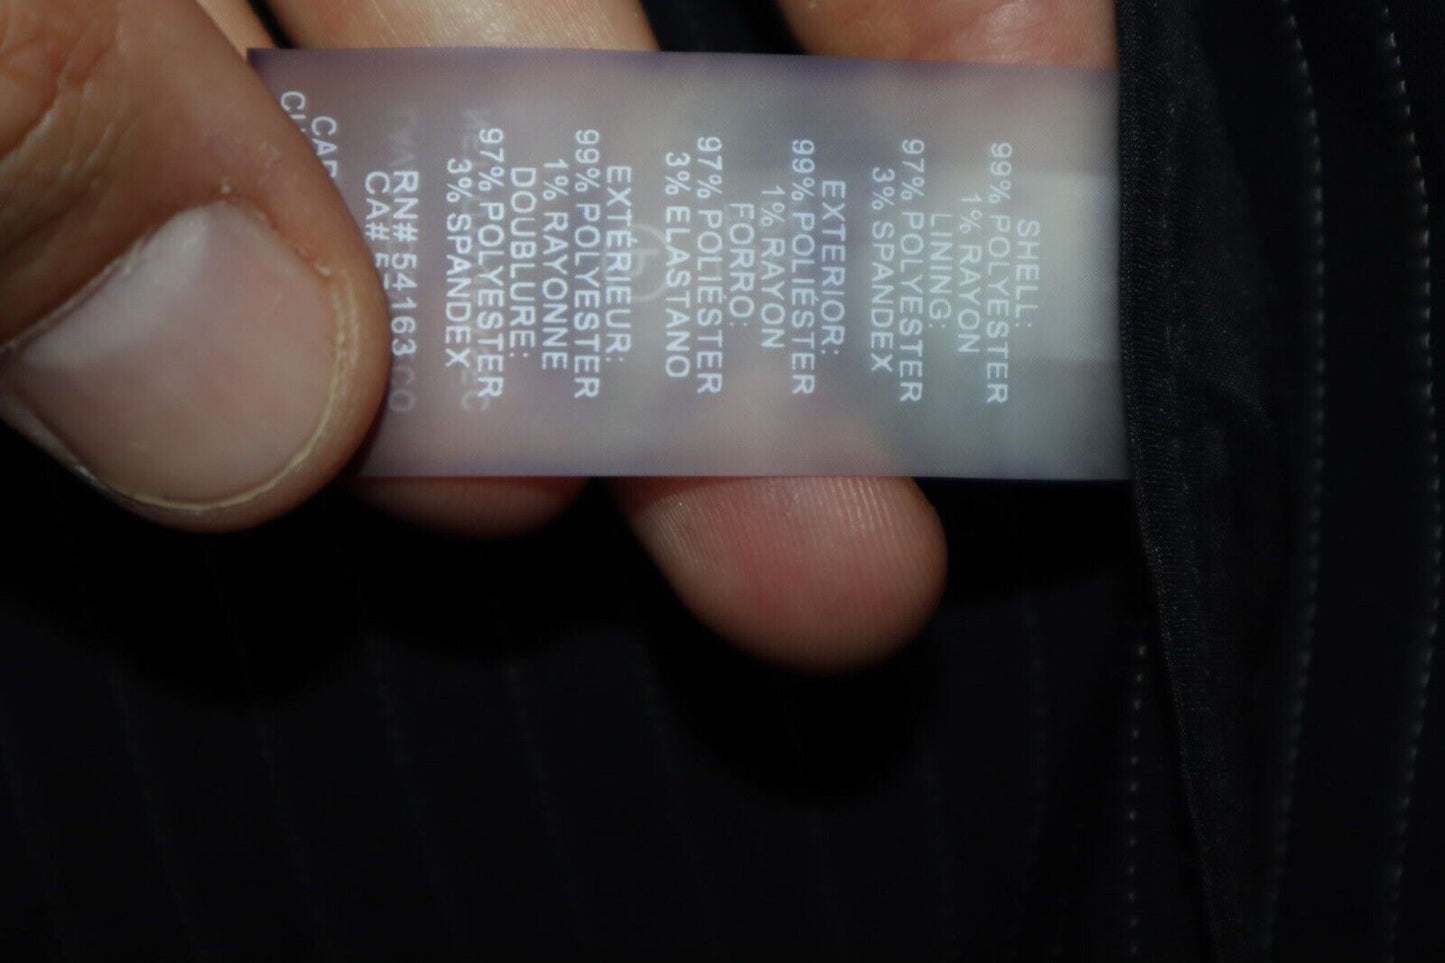 SHELL:
99% POLYESTER
1% RAYON
LINING:
97% POLYESTER
3% SPANDEX
EXTERIOR:
99% POLIÉSTER
1% RAYON
FORRO:
97% POLIÉSTER
3% ELASTANO
EXTÉRIEUR:
99% POLYESTER
1% RAYONNE
DOUBLURE:
97% POLYESTER
3% SPANDEX
RN# 54163
CA#